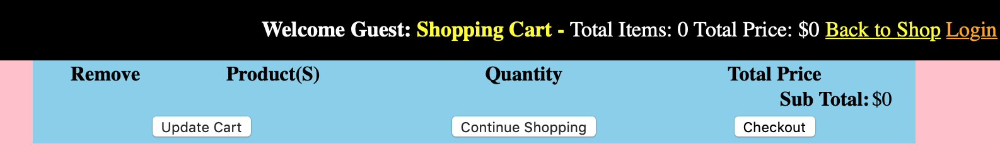 Welcome Guest: Shopping Cart - Total Items: 0 Total Price: $0 Back to Shop Login
Remove Product(S) Quantity Total Price
Sub Total: $0
Update Cart Continue Shopping Checkout